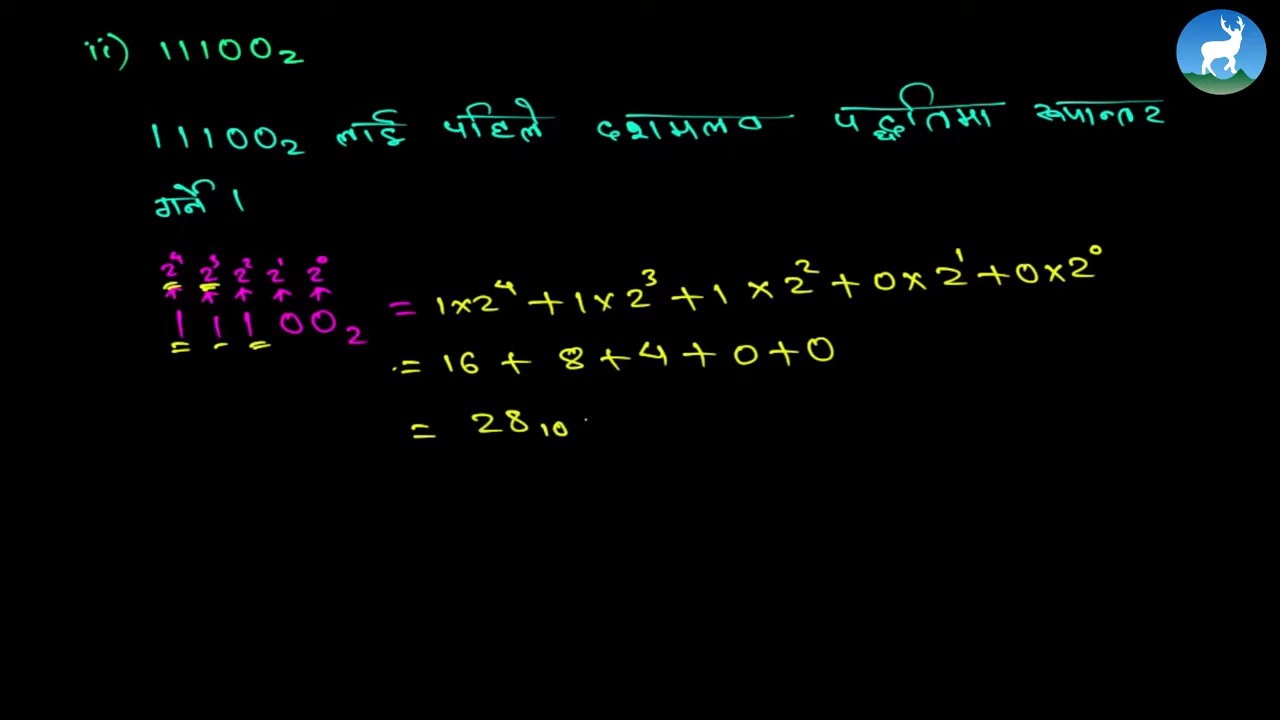 ii) 11100₂
11100₂ लाई पहिले दशमलव पद्धतिमा रूपान्तर
गर्ने ।
2⁴ 2³ 2² 2¹ 2⁰
11100₂ = 1×2⁴ + 1×2³ + 1×2² + 0×2¹ + 0×2⁰
= 16 + 8 + 4 + 0 + 0
= 28₁₀